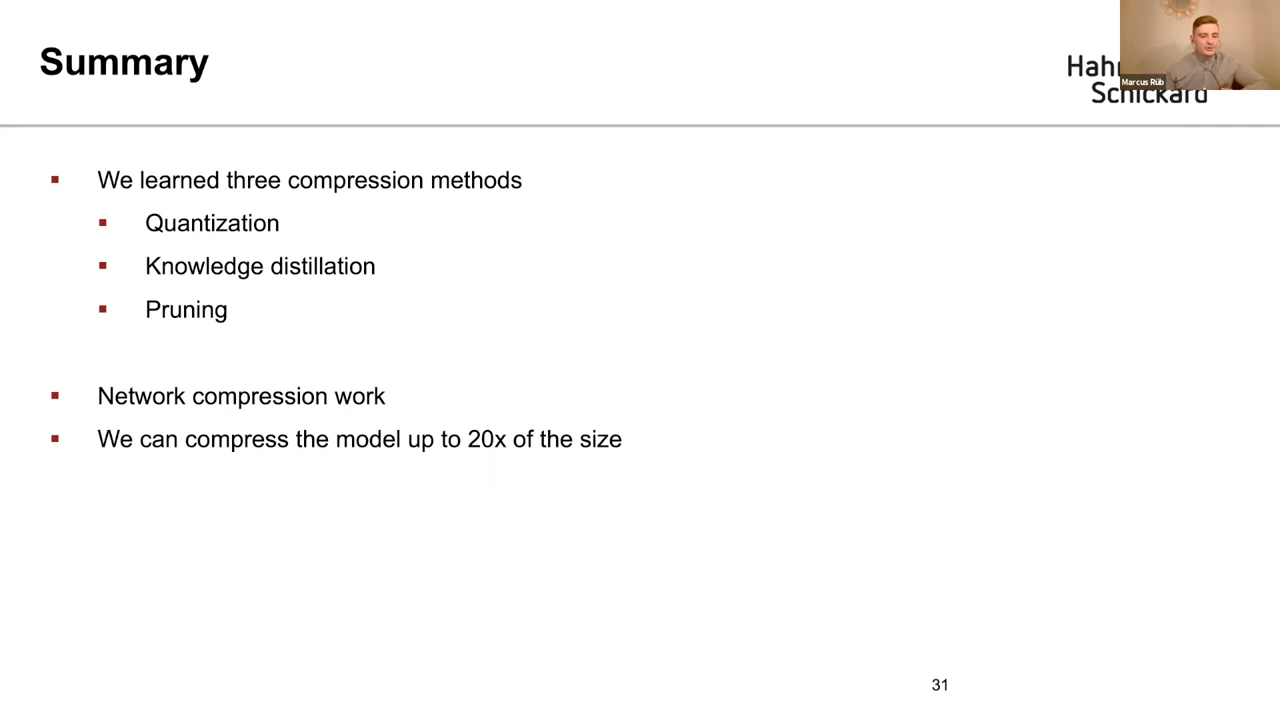 Summary
Schickard
Marcus Rüb
We learned three compression methods
Quantization
Knowledge distillation
Pruning
Network compression work
We can compress the model up to 20x of the size
31